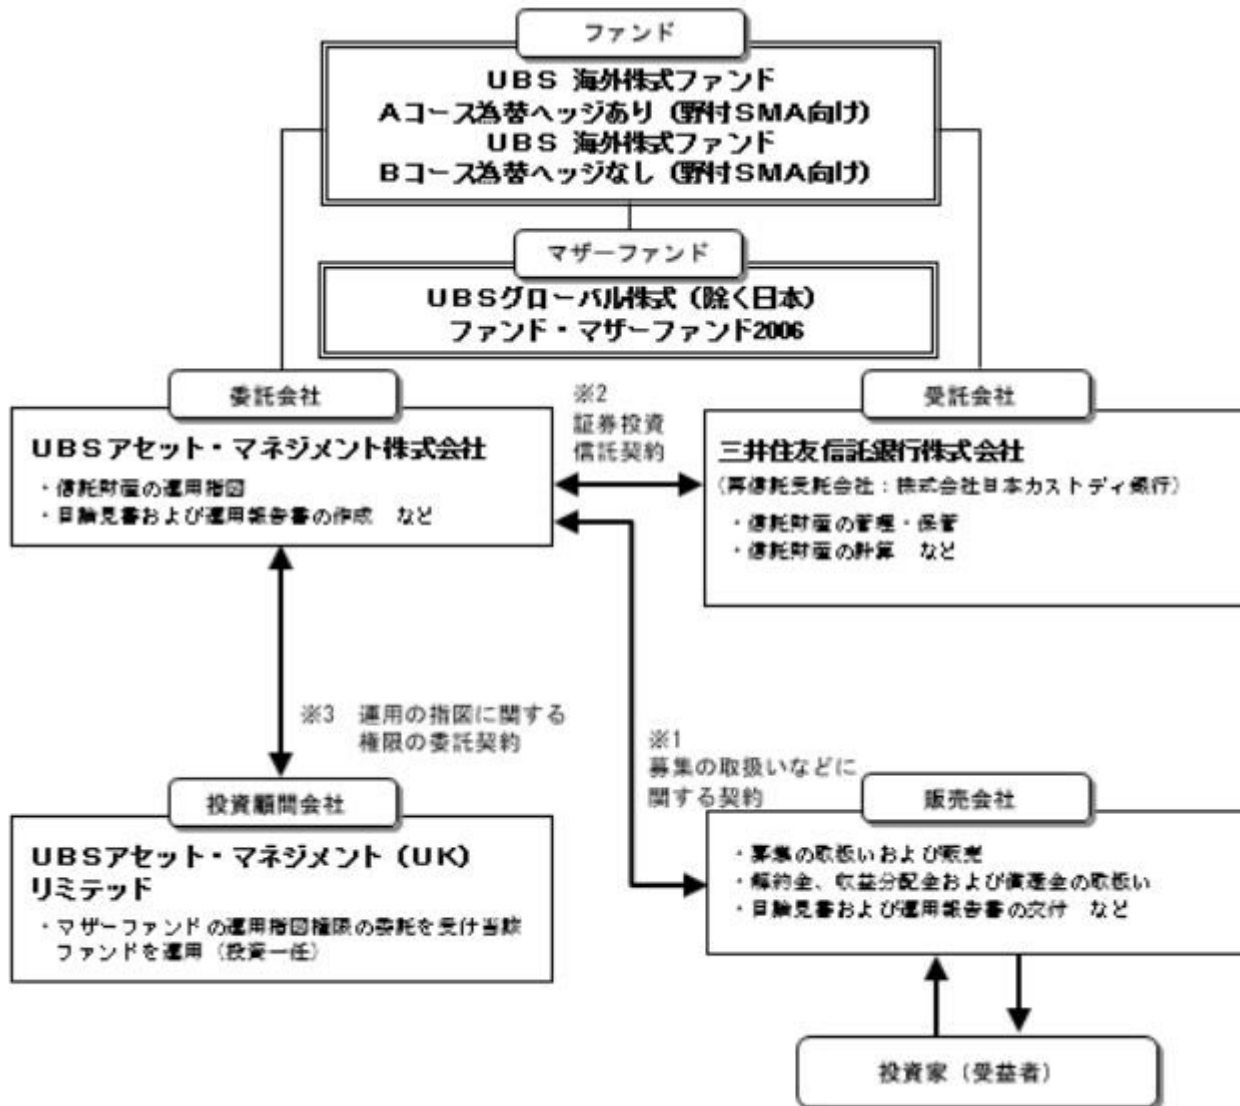 ファンド
UBS 海外株式ファンド
Aコース為替ヘッジあり（野村SMA向け）
UBS 海外株式ファンド
Bコース為替ヘッジなし（野村SMA向け）
マザーファンド
UBSグローバル株式（除く日本）
ファンド・マザーファンド2006
委託会社
UBSアセット・マネジメント株式会社
・信託財産の運用指図
・目論見書および運用報告書の作成　など
※2
証券投資
信託契約
受託会社
三井住友信託銀行株式会社
（再信託受託会社：株式会社日本カストディ銀行）
・信託財産の管理・保管
・信託財産の計算　など
※3　運用の指図に関する
権限の委託契約
※1
募集の取扱いなどに
関する契約
投資顧問会社
UBSアセット・マネジメント（UK）
リミテッド
・マザーファンドの運用指図権限の委託を受け当該
ファンドを運用（投資一任）
販売会社
・募集の取扱いおよび販売
・解約金、収益分配金および償還金の取扱い
・目論見書および運用報告書の交付　など
投資家（受益者）